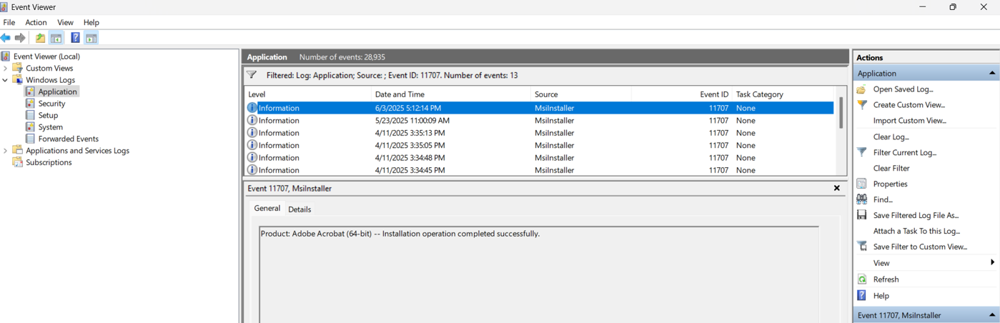 Event Viewer
File Action View Help
Event Viewer (Local)
Custom Views
Windows Logs
Application
Security
Setup
System
Forwarded Events
Applications and Services Logs
Subscriptions
Application Number of events: 28,935
Filtered: Log: Application; Source: ; Event ID: 11707. Number of events: 13
Level Date and Time Source Event ID Task Category
Information 6/3/2025 5:12:14 PM MsiInstaller 11707 None
Information 5/23/2025 11:00:09 AM MsiInstaller 11707 None
Information 4/11/2025 3:35:13 PM MsiInstaller 11707 None
Information 4/11/2025 3:35:05 PM MsiInstaller 11707 None
Information 4/11/2025 3:34:48 PM MsiInstaller 11707 None
Information 4/11/2025 3:34:45 PM MsiInstaller 11707 None
Event 11707, MsiInstaller
General Details
Product: Adobe Acrobat (64-bit) -- Installation operation completed successfully.
Actions
Application
Open Saved Log...
Create Custom View...
Import Custom View...
Clear Log...
Filter Current Log...
Clear Filter
Properties
Find...
Save Filtered Log File As...
Attach a Task To this Log...
Save Filter to Custom View...
View
Refresh
Help
Event 11707, MsiInstaller